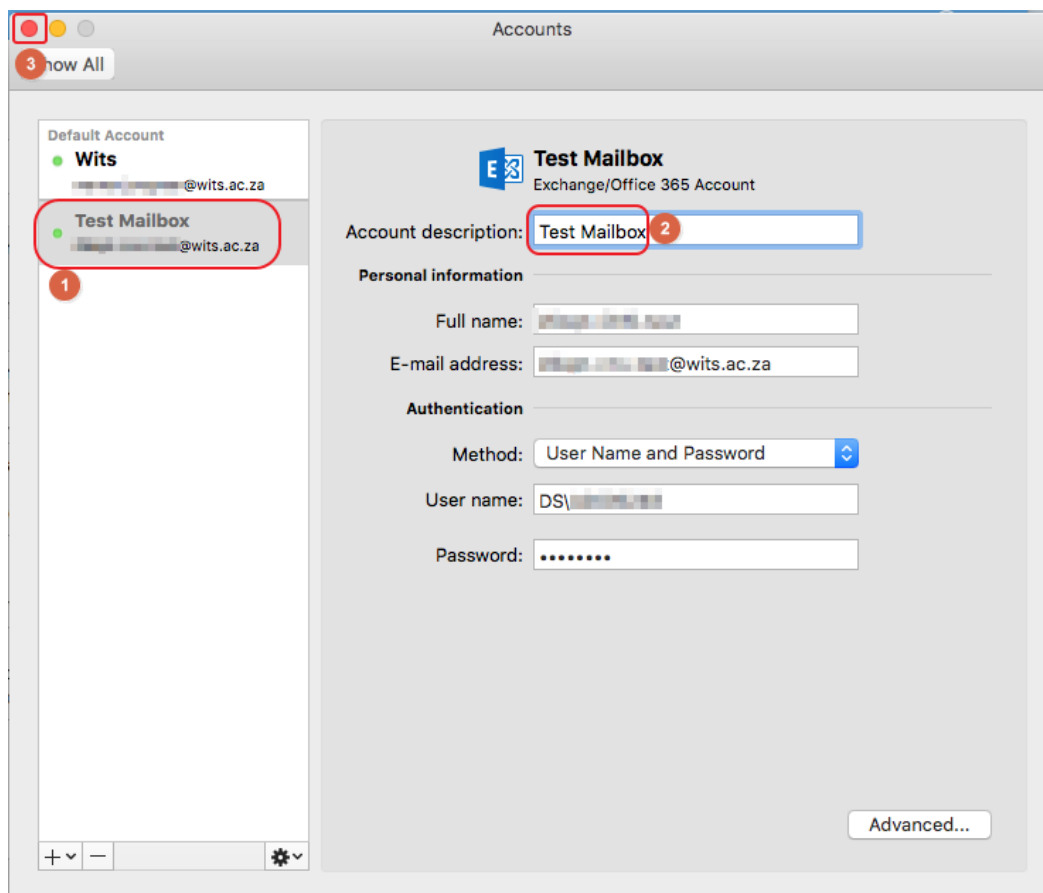 Accounts
3 how All
Default Account
Wits
@wits.ac.za
Test Mailbox
@wits.ac.za
1
E
Test Mailbox
Exchange/Office 365 Account
Account description: Test Mailbox 2
Personal information
Full name:
E-mail address: @wits.ac.za
Authentication
Method: User Name and Password
User name: DS\
Password: ••••••••
Advanced...